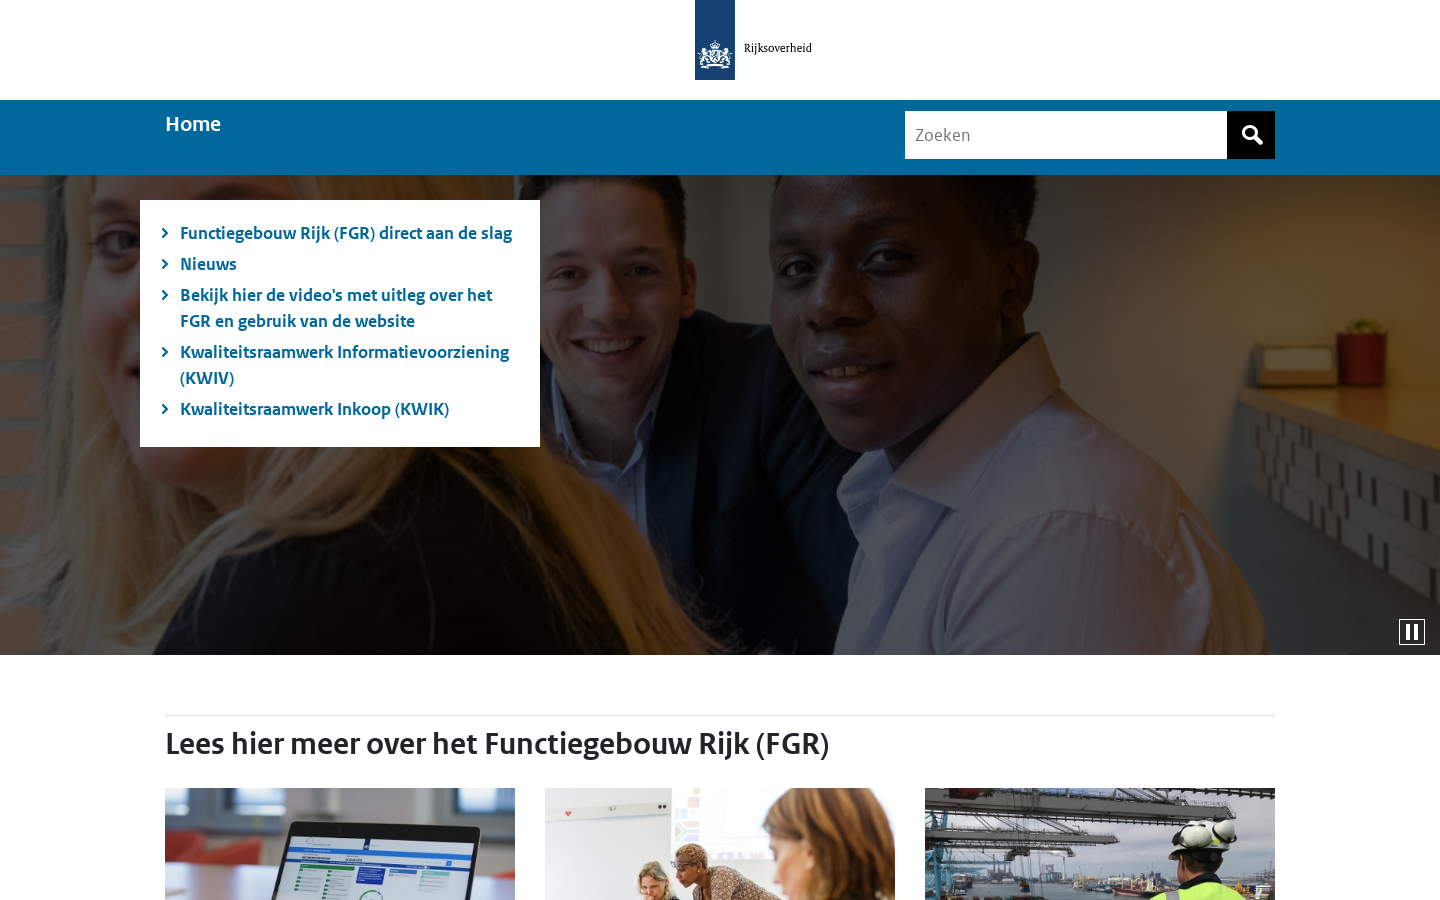 Rijksoverheid
Home
Zoeken
Functiegebouw Rijk (FGR) direct aan de slag
Nieuws
Bekijk hier de video's met uitleg over het
FGR en gebruik van de website
Kwaliteitsraamwerk Informatievoorziening
(KWIV)
Kwaliteitsraamwerk Inkoop (KWIK)
Lees hier meer over het Functiegebouw Rijk (FGR)